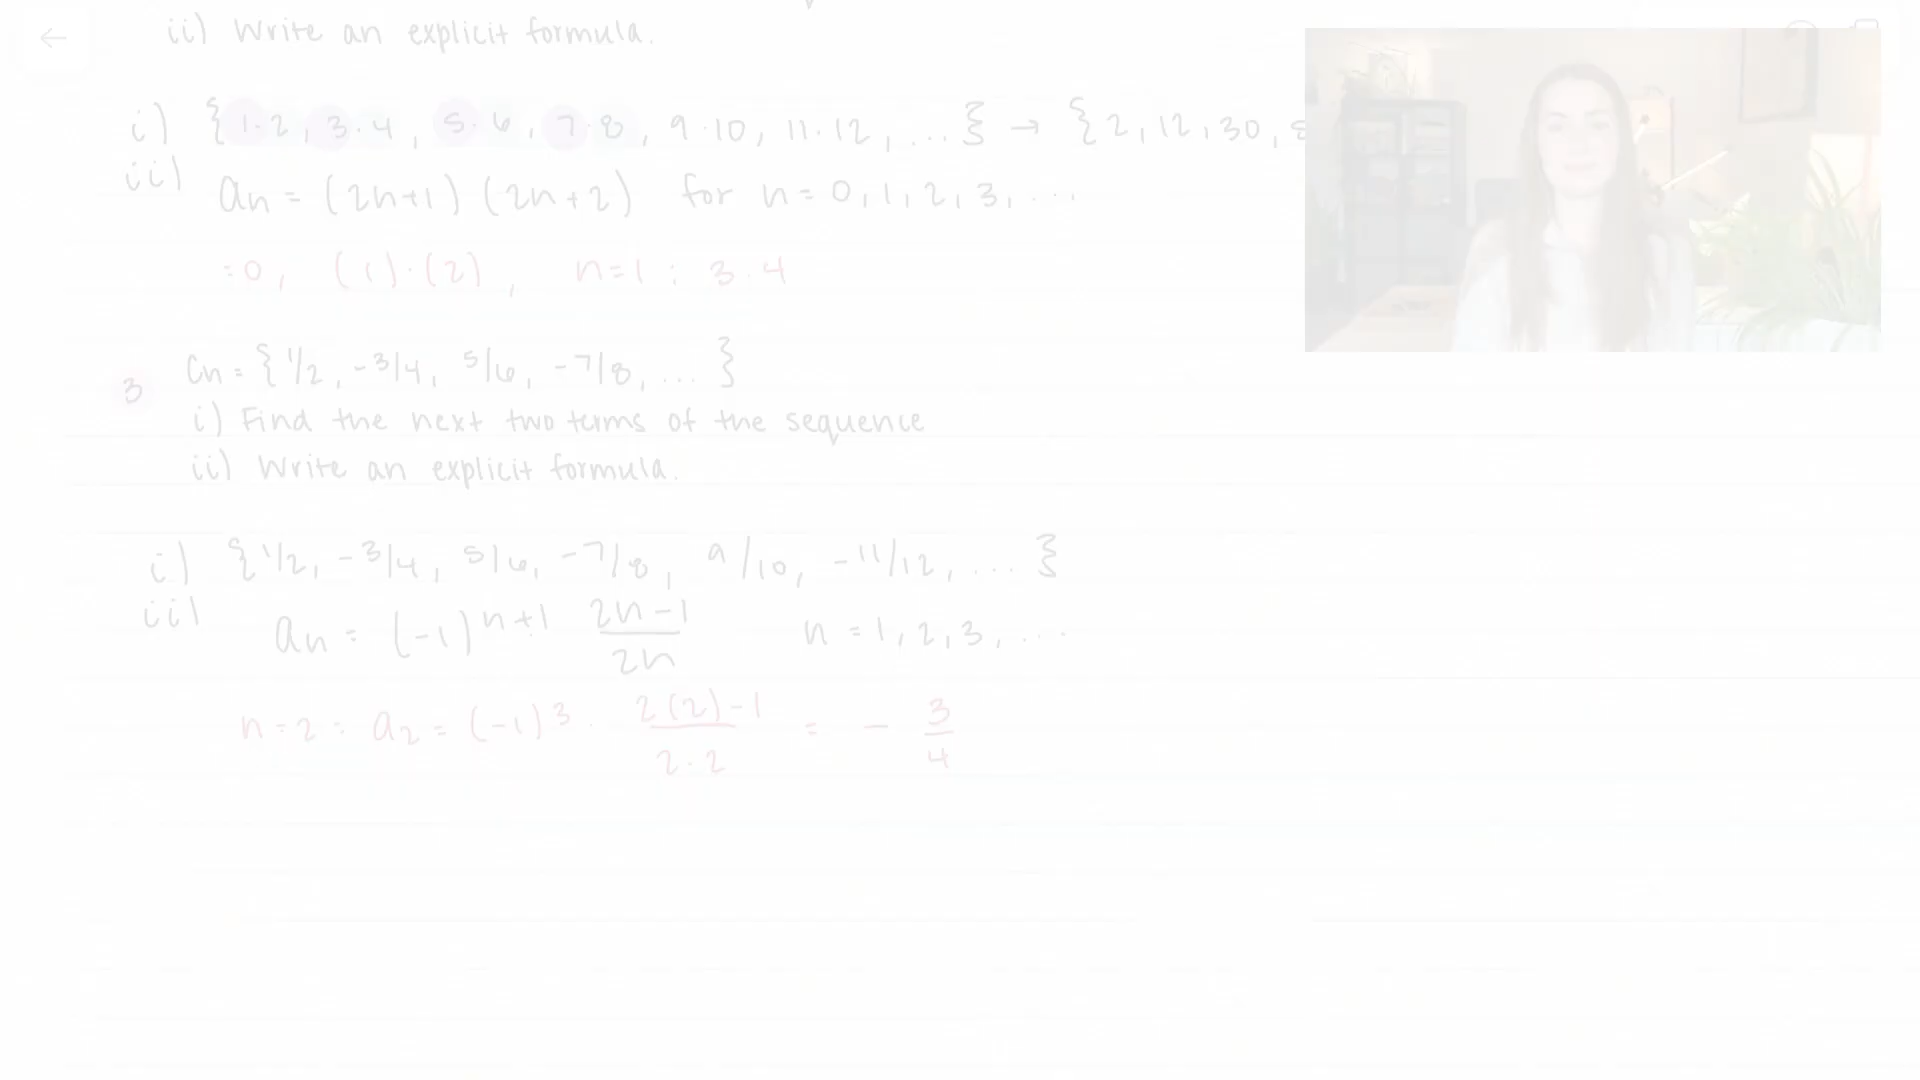 ii) Write an explicit formula.
i) {1·2, 3·4, 5·6, 7·8, 9·10, 11·12, ...} → {2, 12, 30,
ii) an = (2n+1)(2n+2) for n = 0, 1, 2, 3, ...
=0, (1)·(2), n=1: 3·4
3 Cn = {1/2, -3/4, 5/6, -7/8, ...}
i) Find the next two terms of the sequence
ii) Write an explicit formula.
i) {1/2, -3/4, 5/6, -7/8, 9/10, -11/12, ...}
ii) an = (-1)^{n+1} \frac{2n-1}{2n} n = 1, 2, 3, ...
n=2: a2 = (-1)^3 · \frac{2(2)-1}{2·2} = - \frac{3}{4}